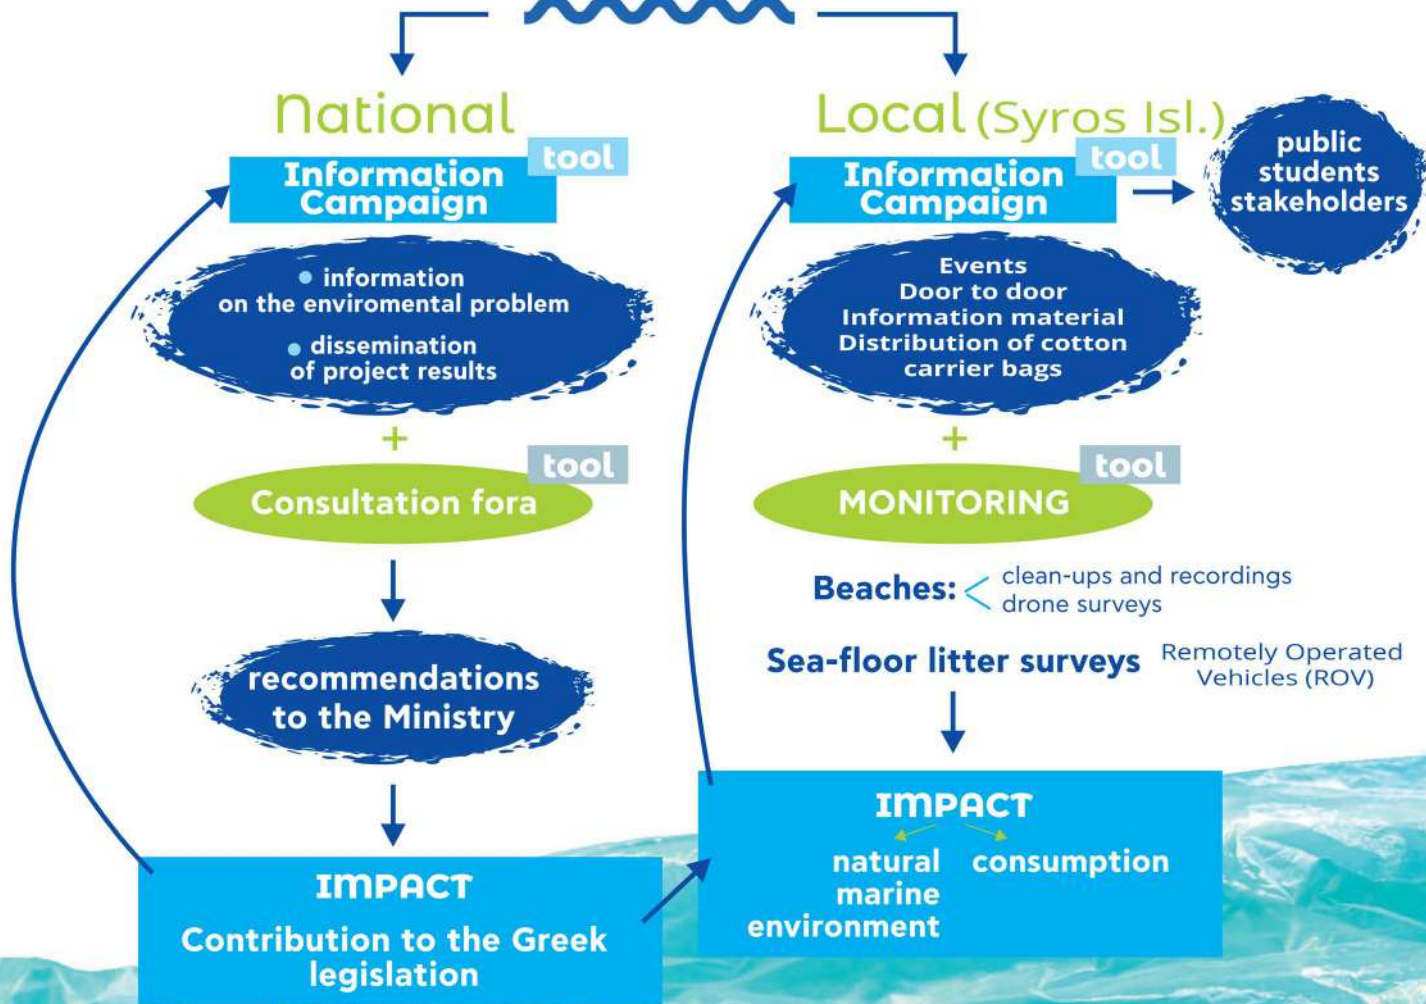 National
tool
Information
Campaign
information
on the enviromental problem
dissemination
of project results
+
tool
Consultation fora
recommendations
to the Ministry
IMPACT
Contribution to the Greek
legislation
Local (Syros Isl.)
tool
Information
Campaign
public
students
stakeholders
Events
Door to door
Information material
Distribution of cotton
carrier bags
+
tool
MONITORING
Beaches:
clean-ups and recordings
drone surveys
Sea-floor litter surveys
Remotely Operated
Vehicles (ROV)
IMPACT
natural
marine
environment
consumption